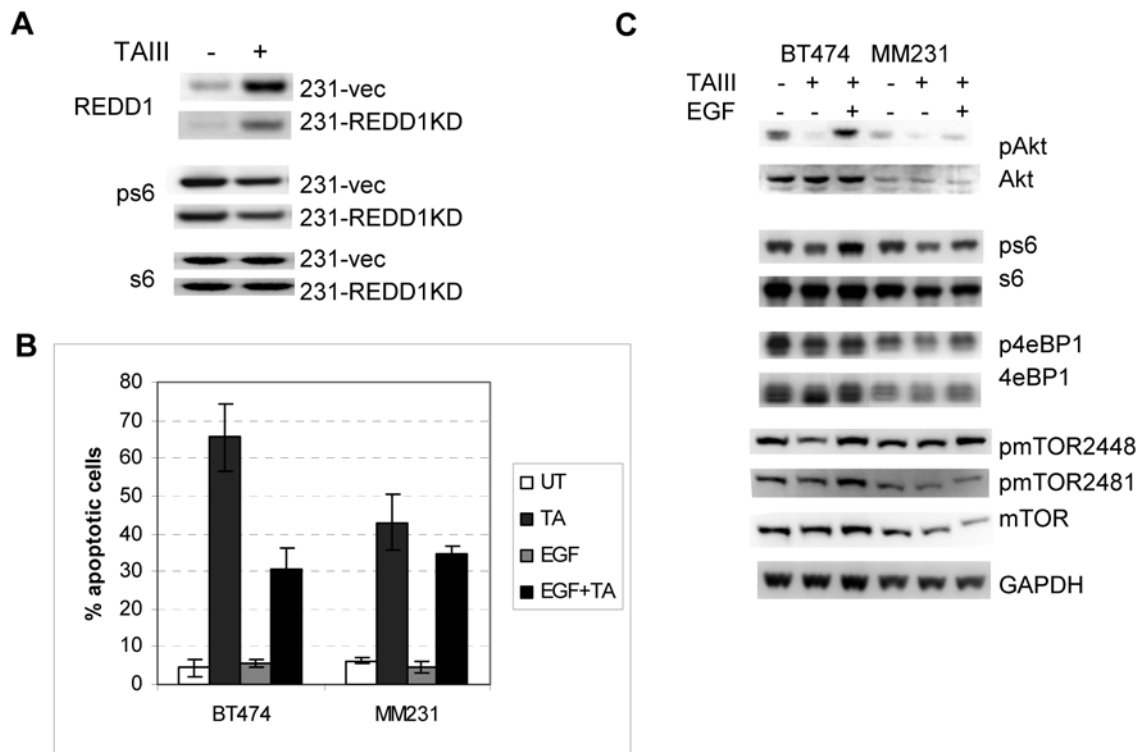 A
TAIII - +
REDD1
231-vec
231-REDD1KD
ps6
231-vec
231-REDD1KD
s6
231-vec
231-REDD1KD
B
% apoptotic cells
80
70
60
50
40
30
20
10
0
BT474 MM231
UT
TA
EGF
EGF+TA
C
BT474 MM231
TAIII - + + - + +
EGF - - + - - +
pAkt
Akt
ps6
s6
p4eBP1
4eBP1
pmTOR2448
pmTOR2481
mTOR
GAPDH